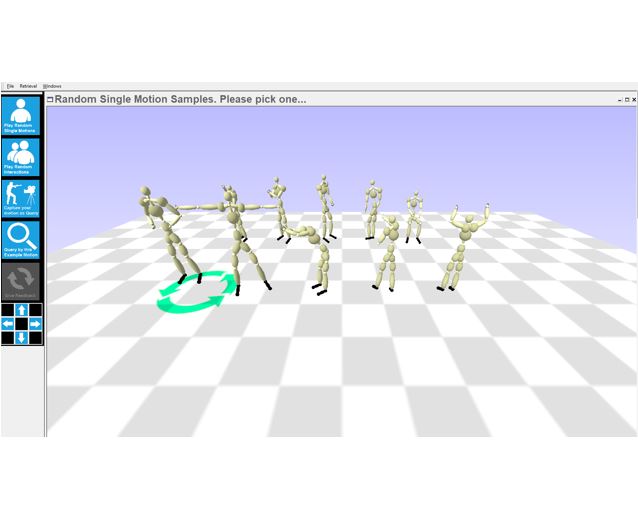 File Retrieval Windows
Random Single Motion Samples. Please pick one...
Play Random
Single Motions
Play Random
Interactions
Capture your
motion as Query
Query by this
Example Motion
Give Feedback